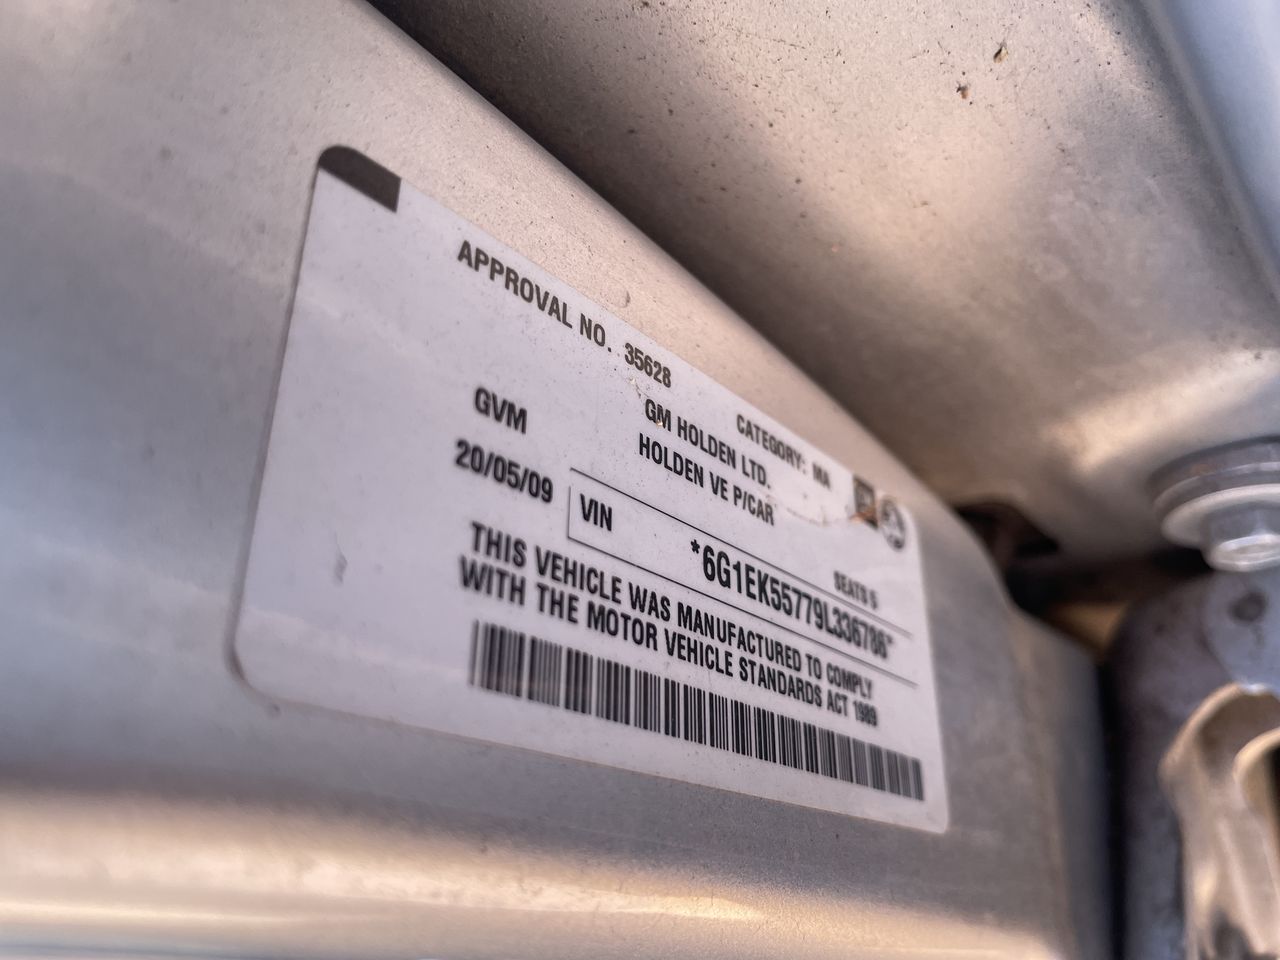 APPROVAL NO. 35628
CATEGORY: MA
GVM
GM HOLDEN LTD.
HOLDEN VE P/CAR
20/05/09
SEATS 5
VIN *6G1EK55779L336786*
THIS VEHICLE WAS MANUFACTURED TO COMPLY
WITH THE MOTOR VEHICLE STANDARDS ACT 1989